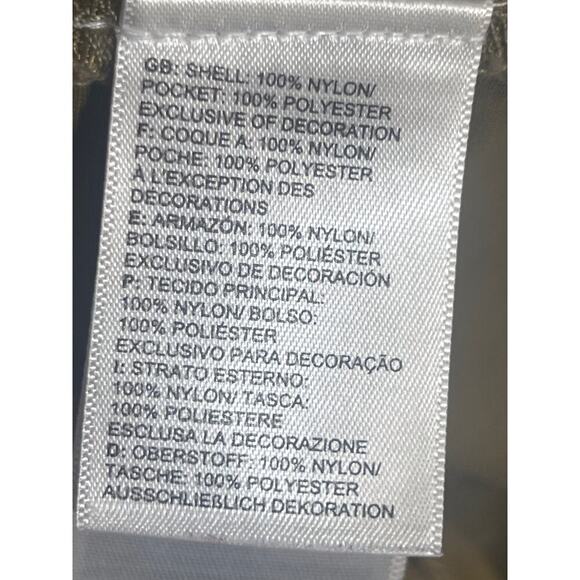 GB: SHELL: 100% NYLON/
POCKET: 100% POLYESTER
EXCLUSIVE OF DECORATION
F: COQUE A: 100% NYLON/
POCHE: 100% POLYESTER
À L'EXCEPTION DES
DECORATIONS
E: ARMAZÓN: 100% NYLON/
BOLSILLO: 100% POLIÉSTER
EXCLUSIVO DE DECORACIÓN
P: TECIDO PRINCIPAL:
100% NYLON/ BOLSO:
100% POLIESTER
EXCLUSIVO PARA DECORAÇÃO
I: STRATO ESTERNO:
100% NYLON/ TASCA:
100% POLIESTERE
ESCLUSA LA DECORAZIONE
D: OBERSTOFF: 100% NYLON/
TASCHE: 100% POLYESTER
AUSSCHLIEßLICH DEKORATION